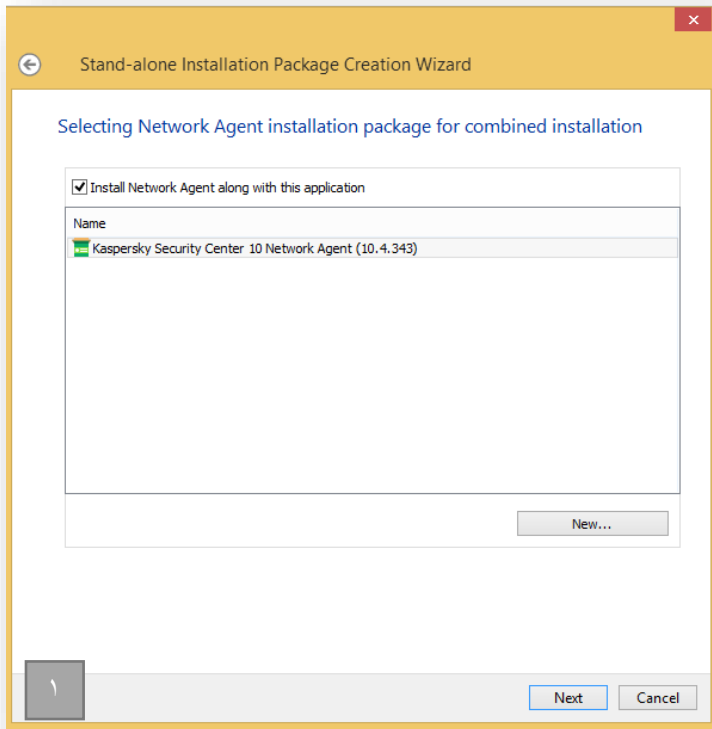 Stand-alone Installation Package Creation Wizard
Selecting Network Agent installation package for combined installation
Install Network Agent along with this application
Name
Kaspersky Security Center 10 Network Agent (10.4.343)
New...
١
Next Cancel